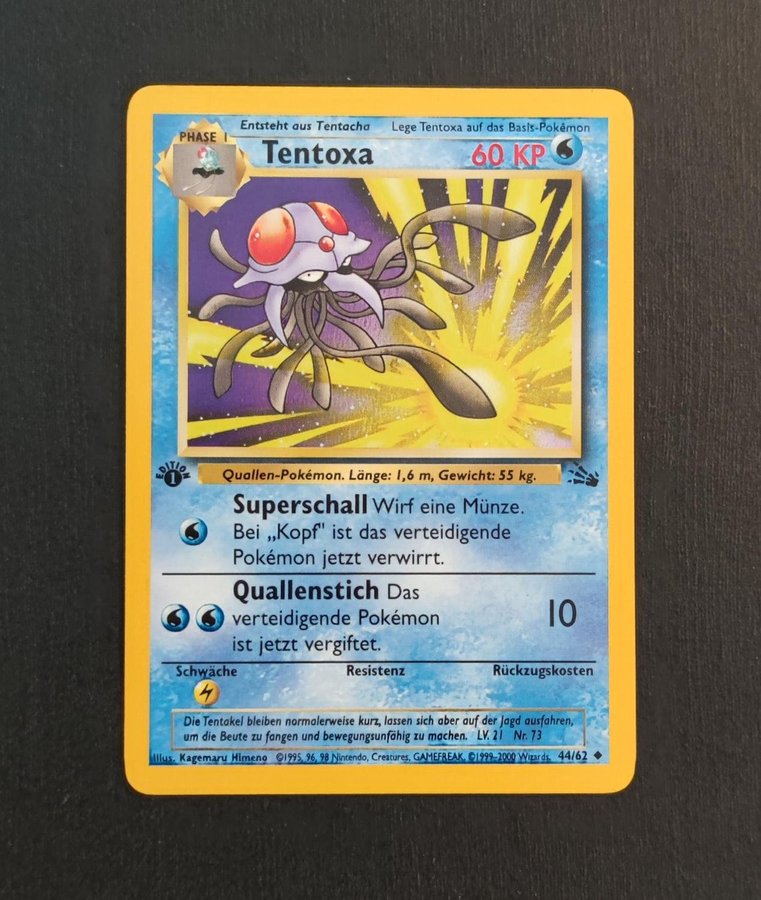 Entsteht aus Tentacha Lege Tentoxa auf das Basis-Pokémon
PHASE 1
Tentoxa 60 KP
EDITION
1
Quallen-Pokémon. Länge: 1,6 m, Gewicht: 55 kg.
Superschall Wirf eine Münze.
Bei „Kopf" ist das verteidigende
Pokémon jetzt verwirrt.
Quallenstich Das
verteidigende Pokémon 10
ist jetzt vergiftet.
Schwäche Resistenz Rückzugskosten
Die Tentakel bleiben normalerweise kurz, lassen sich aber auf der Jagd ausfahren,
um die Beute zu fangen und bewegungsunfähig zu machen. LV. 21 Nr. 73
Illus. Kagemaru Himeno ©1995, 96, 98 Nintendo, Creatures, GAMEFREAK, ©1999-2000 Wizards. 44/62